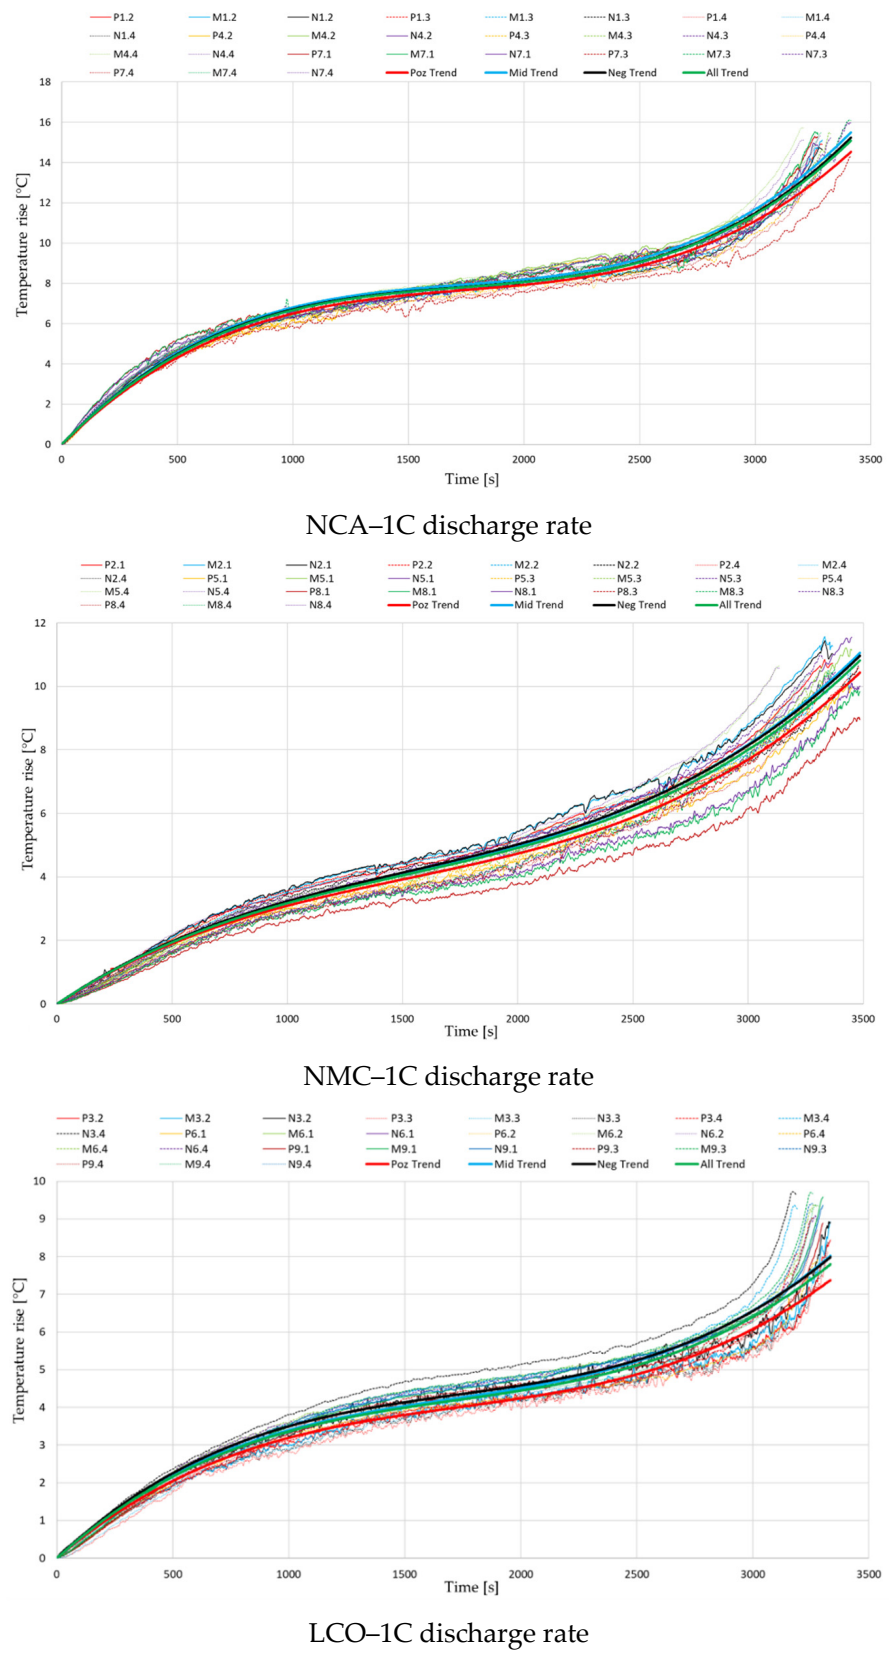 P1.2 M1.2 N1.2 P1.3 M1.3 N1.3 P1.4 M1.4
N1.4 P4.2 M4.2 N4.2 P4.3 M4.3 N4.3 P4.4
M4.4 N4.4 P7.1 M7.1 N7.1 P7.3 M7.3 N7.3
P7.4 M7.4 N7.4 Poz Trend Mid Trend Neg Trend All Trend
18
16
14
12
10
8
6
4
2
0
Temperature rise [°C]
0 500 1000 1500 2000 2500 3000 3500
Time [s]
NCA–1C discharge rate
P2.1 M2.1 N2.1 P2.2 M2.2 N2.2 P2.4 M2.4
N2.4 P5.1 M5.1 N5.1 P5.3 M5.3 N5.3 P5.4
M5.4 N5.4 P8.1 M8.1 N8.1 P8.3 M8.3 N8.3
P8.4 M8.4 N8.4 Poz Trend Mid Trend Neg Trend All Trend
12
10
8
6
4
2
0
Temperature rise [°C]
0 500 1000 1500 2000 2500 3000 3500
Time [s]
NMC–1C discharge rate
P3.2 M3.2 N3.2 P3.3 M3.3 N3.3 P3.4 M3.4
N3.4 P6.1 M6.1 N6.1 P6.2 M6.2 N6.2 P6.4
M6.4 N6.4 P9.1 M9.1 N9.1 P9.3 M9.3 N9.3
P9.4 M9.4 N9.4 Poz Trend Mid Trend Neg Trend All Trend
10
9
8
7
6
5
4
3
2
1
0
Temperature rise [°C]
0 500 1000 1500 2000 2500 3000 3500
Time [s]
LCO–1C discharge rate